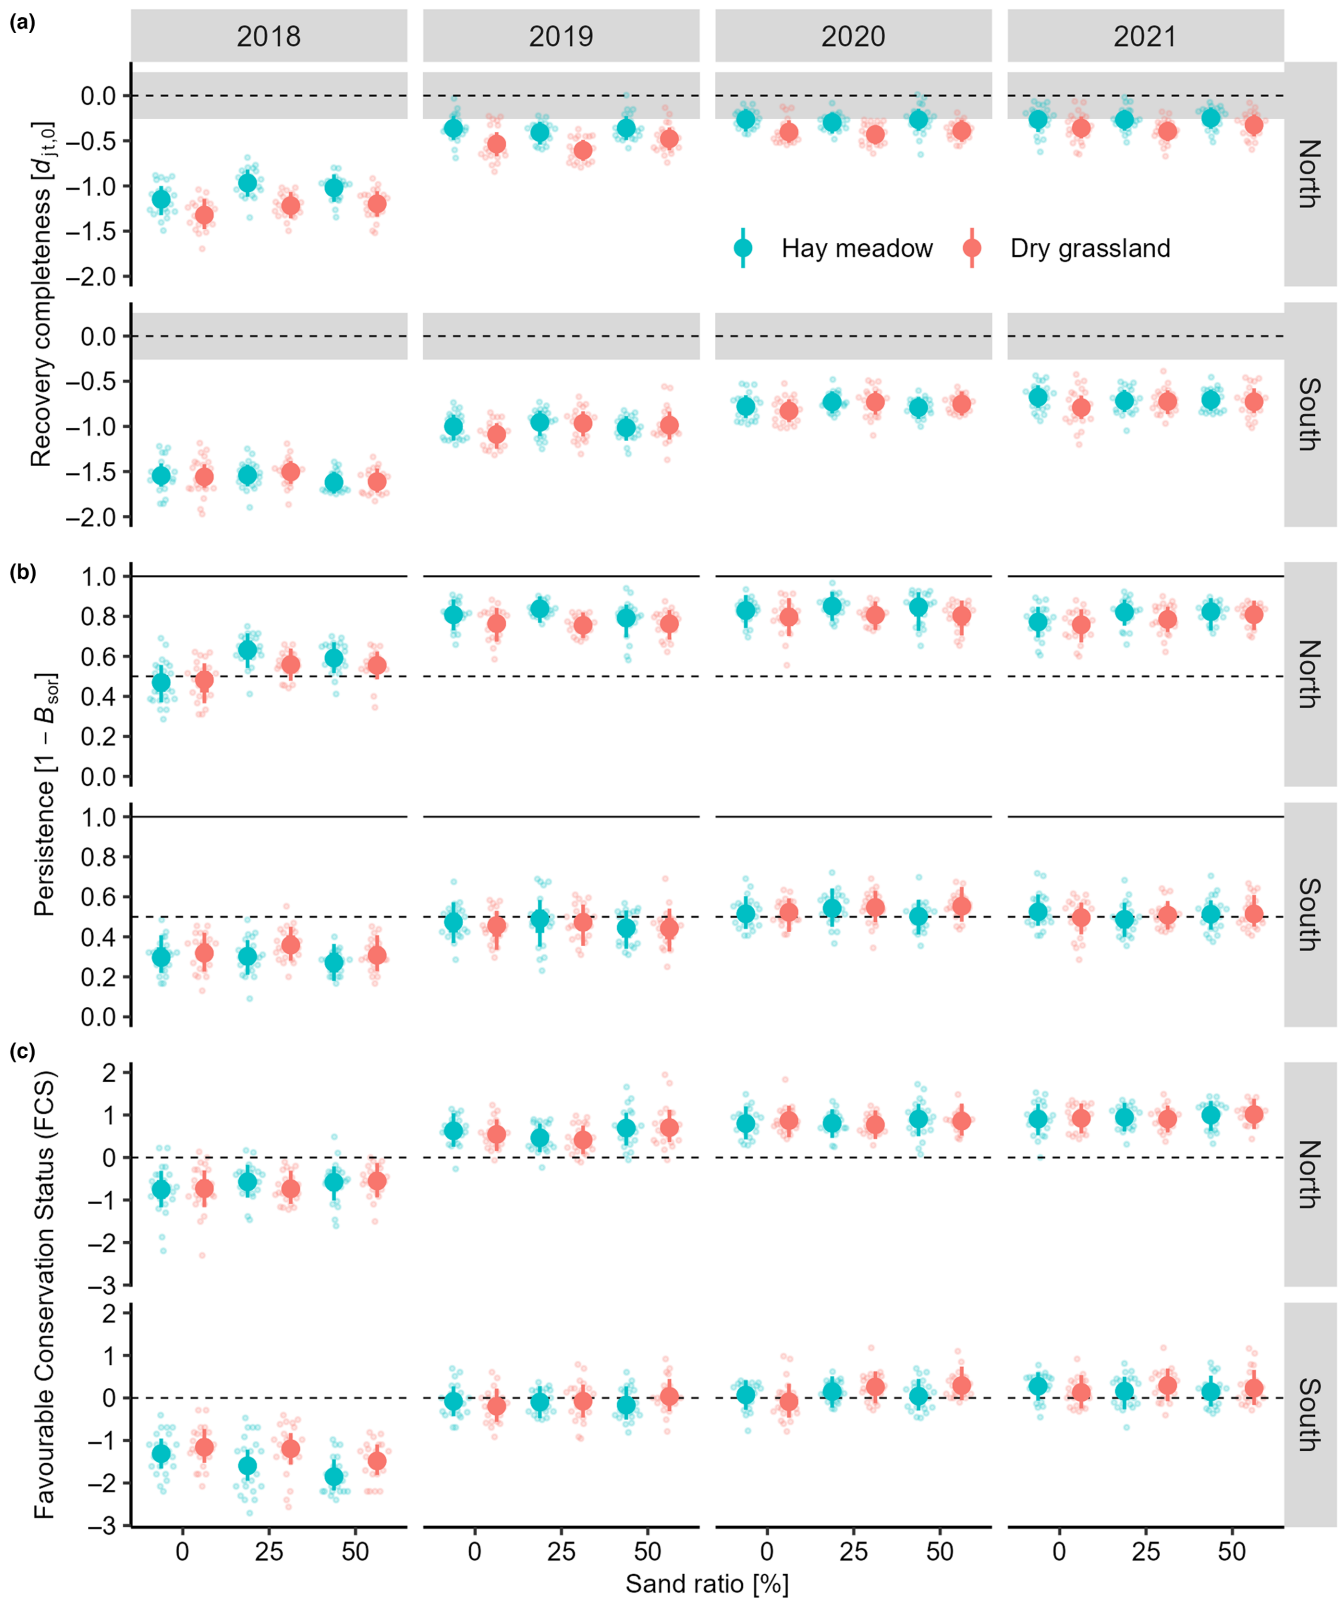 (a)
2018 2019 2020 2021
Recovery completeness [d jt,0]
0.0
−0.5
−1.0
−1.5
−2.0
North
Hay meadow Dry grassland
0.0
−0.5
−1.0
−1.5
−2.0
South
(b)
Persistence [1 − B sor]
1.0
0.8
0.6
0.4
0.2
0.0
North
1.0
0.8
0.6
0.4
0.2
0.0
South
(c)
Favourable Conservation Status (FCS)
2
1
0
−1
−2
−3
North
2
1
0
−1
−2
−3
South
0 25 50 0 25 50 0 25 50 0 25 50
Sand ratio [%]